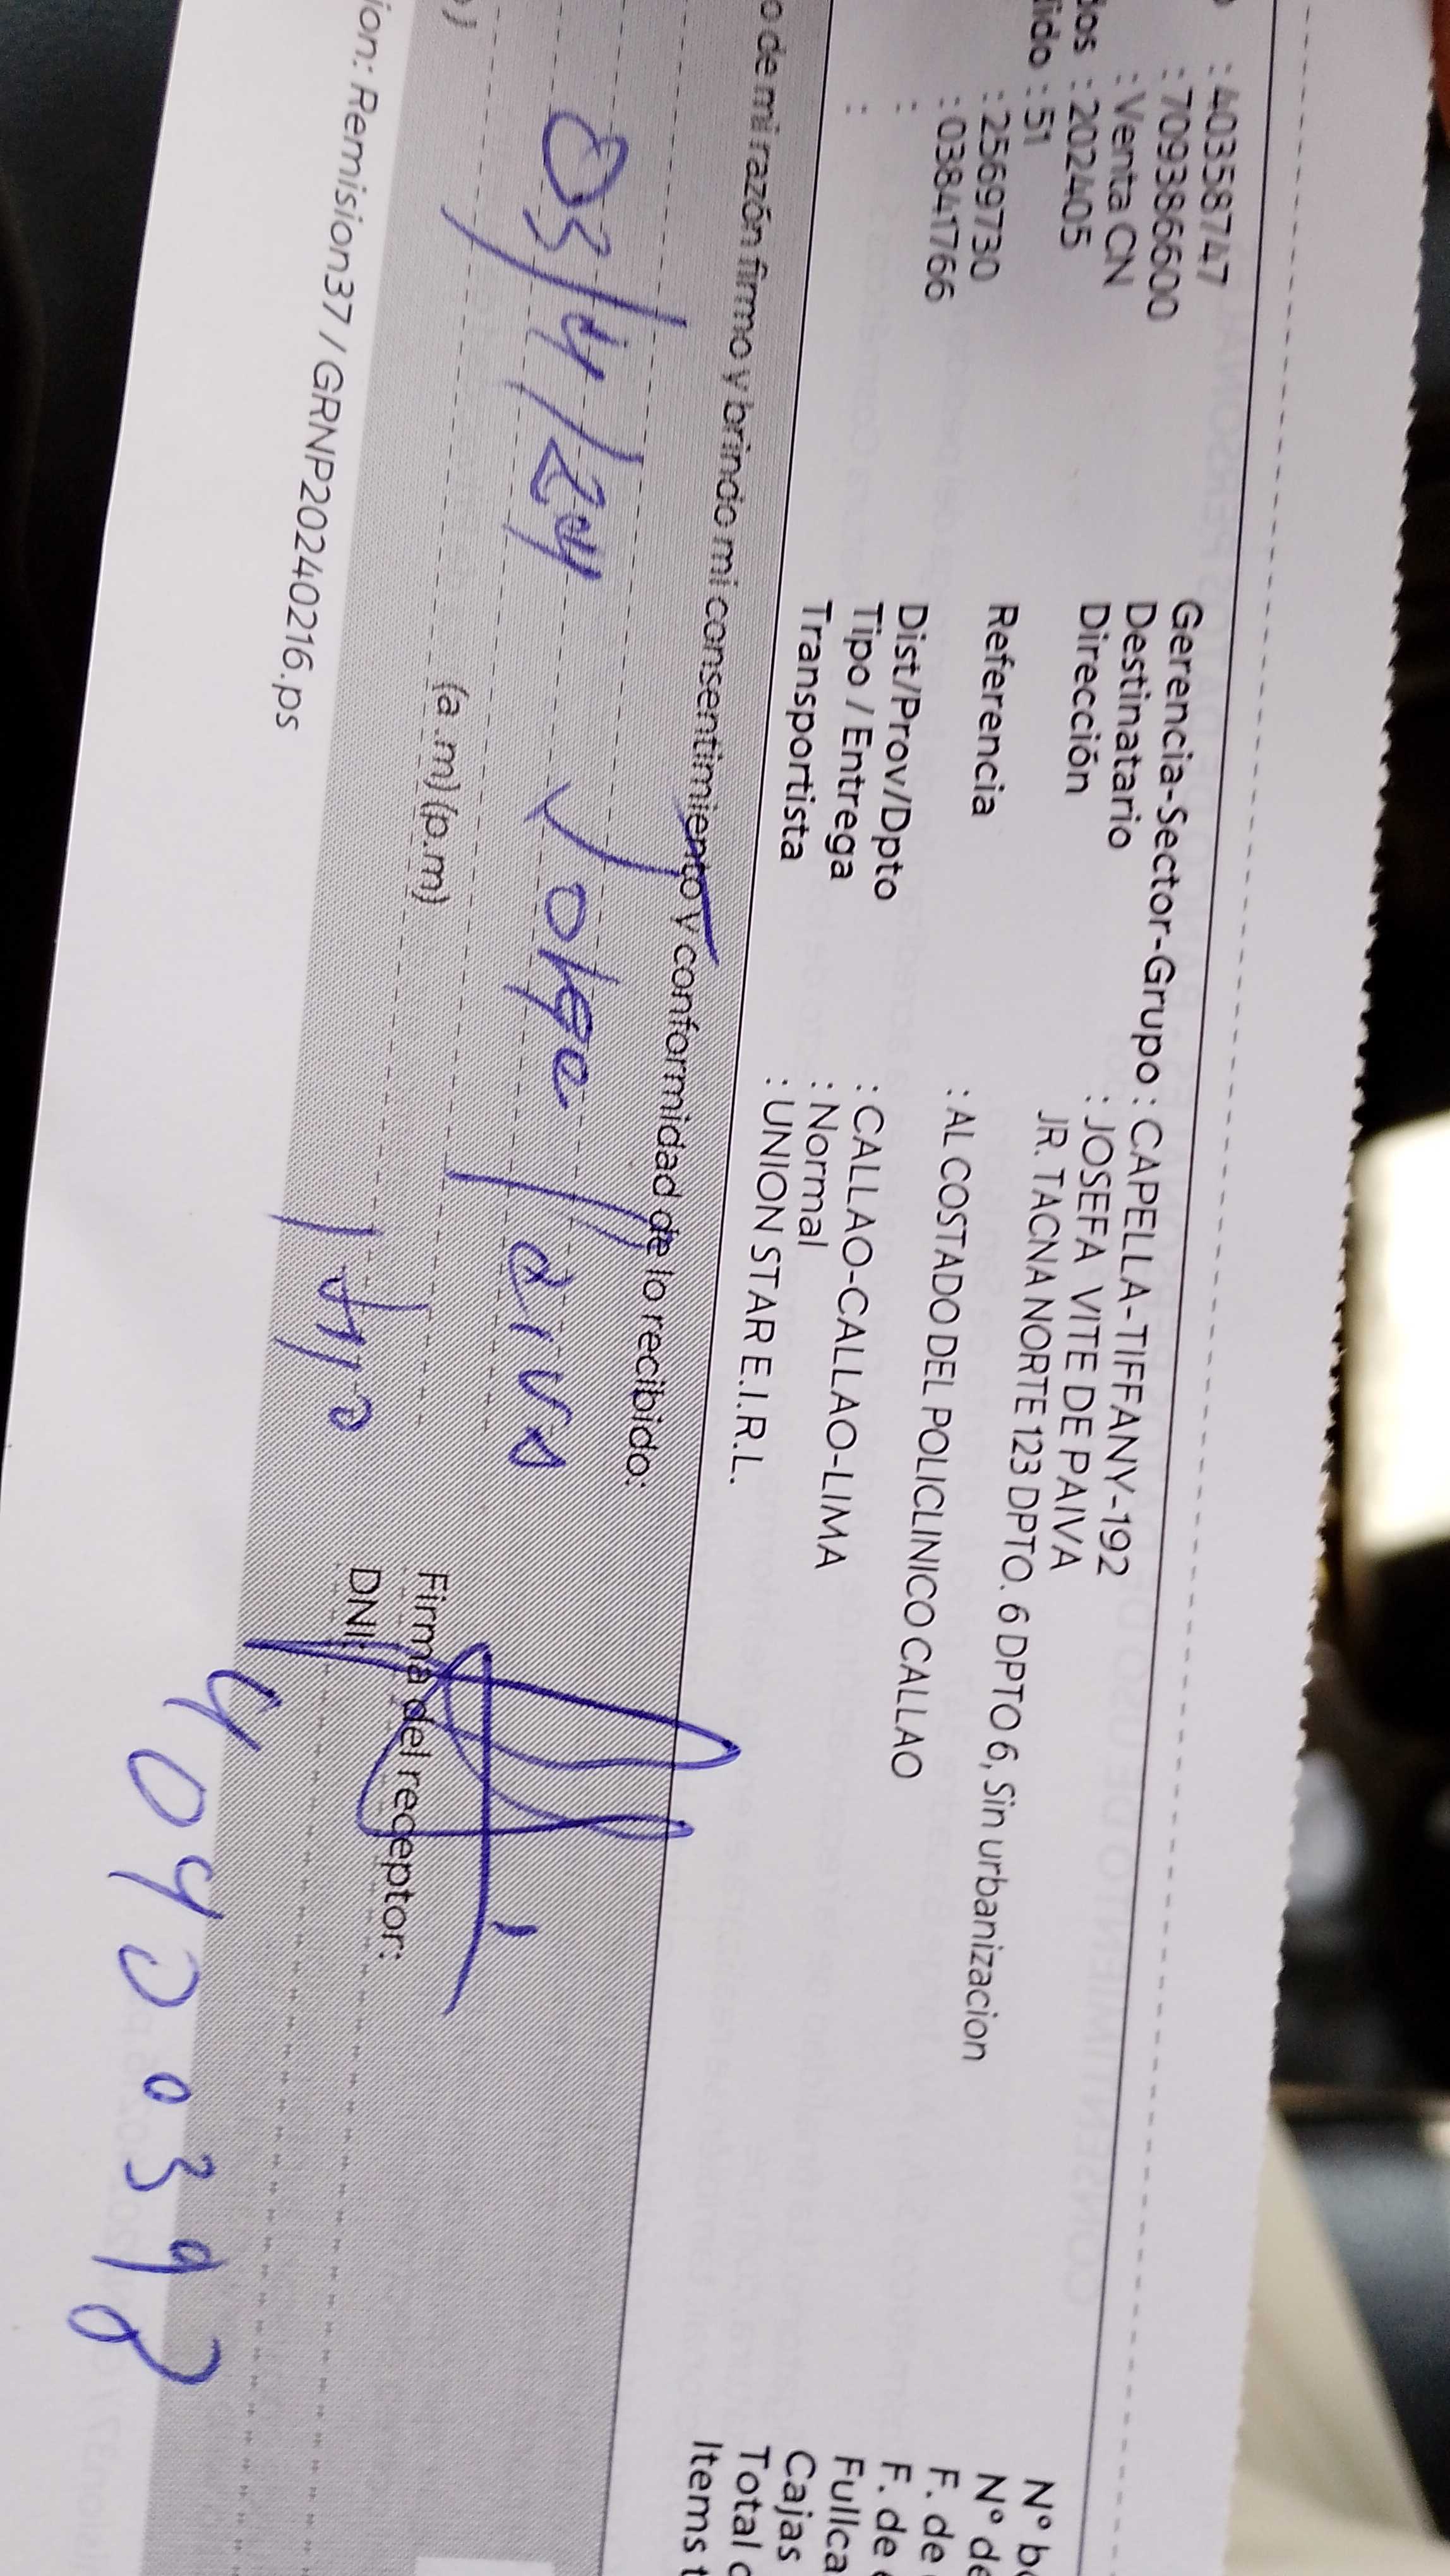 : 40358747
: 709386600
: Venta CN
dos : 202405
ido : 51
: 2569730
: 03841766
:
:
Gerencia-Sector-Grupo : CAPELLA-TIFFANY-192
Destinatario : JOSEFA VITE DE PAIVA
Dirección JR. TACNA NORTE 123 DPTO. 6 DPTO 6, Sin urbanizacion
Referencia : AL COSTADO DEL POLICLINICO CALLAO
Dist/Prov/Dpto : CALLAO-CALLAO-LIMA
Tipo / Entrega : Normal
Transportista : UNION STAR E.I.R.L.
N° b
N° de
F. de
F. de
Fullca
Cajas
Total
Items
o de mi razón firmo y brindo mi consentimiento y conformidad de lo recibido:
03/4/24 Jorge Paiva
(a.m) (p.m)
Hijo
Firma del receptor:
DNI:
40400398
ion: Remision37 / GRNP20240216.ps